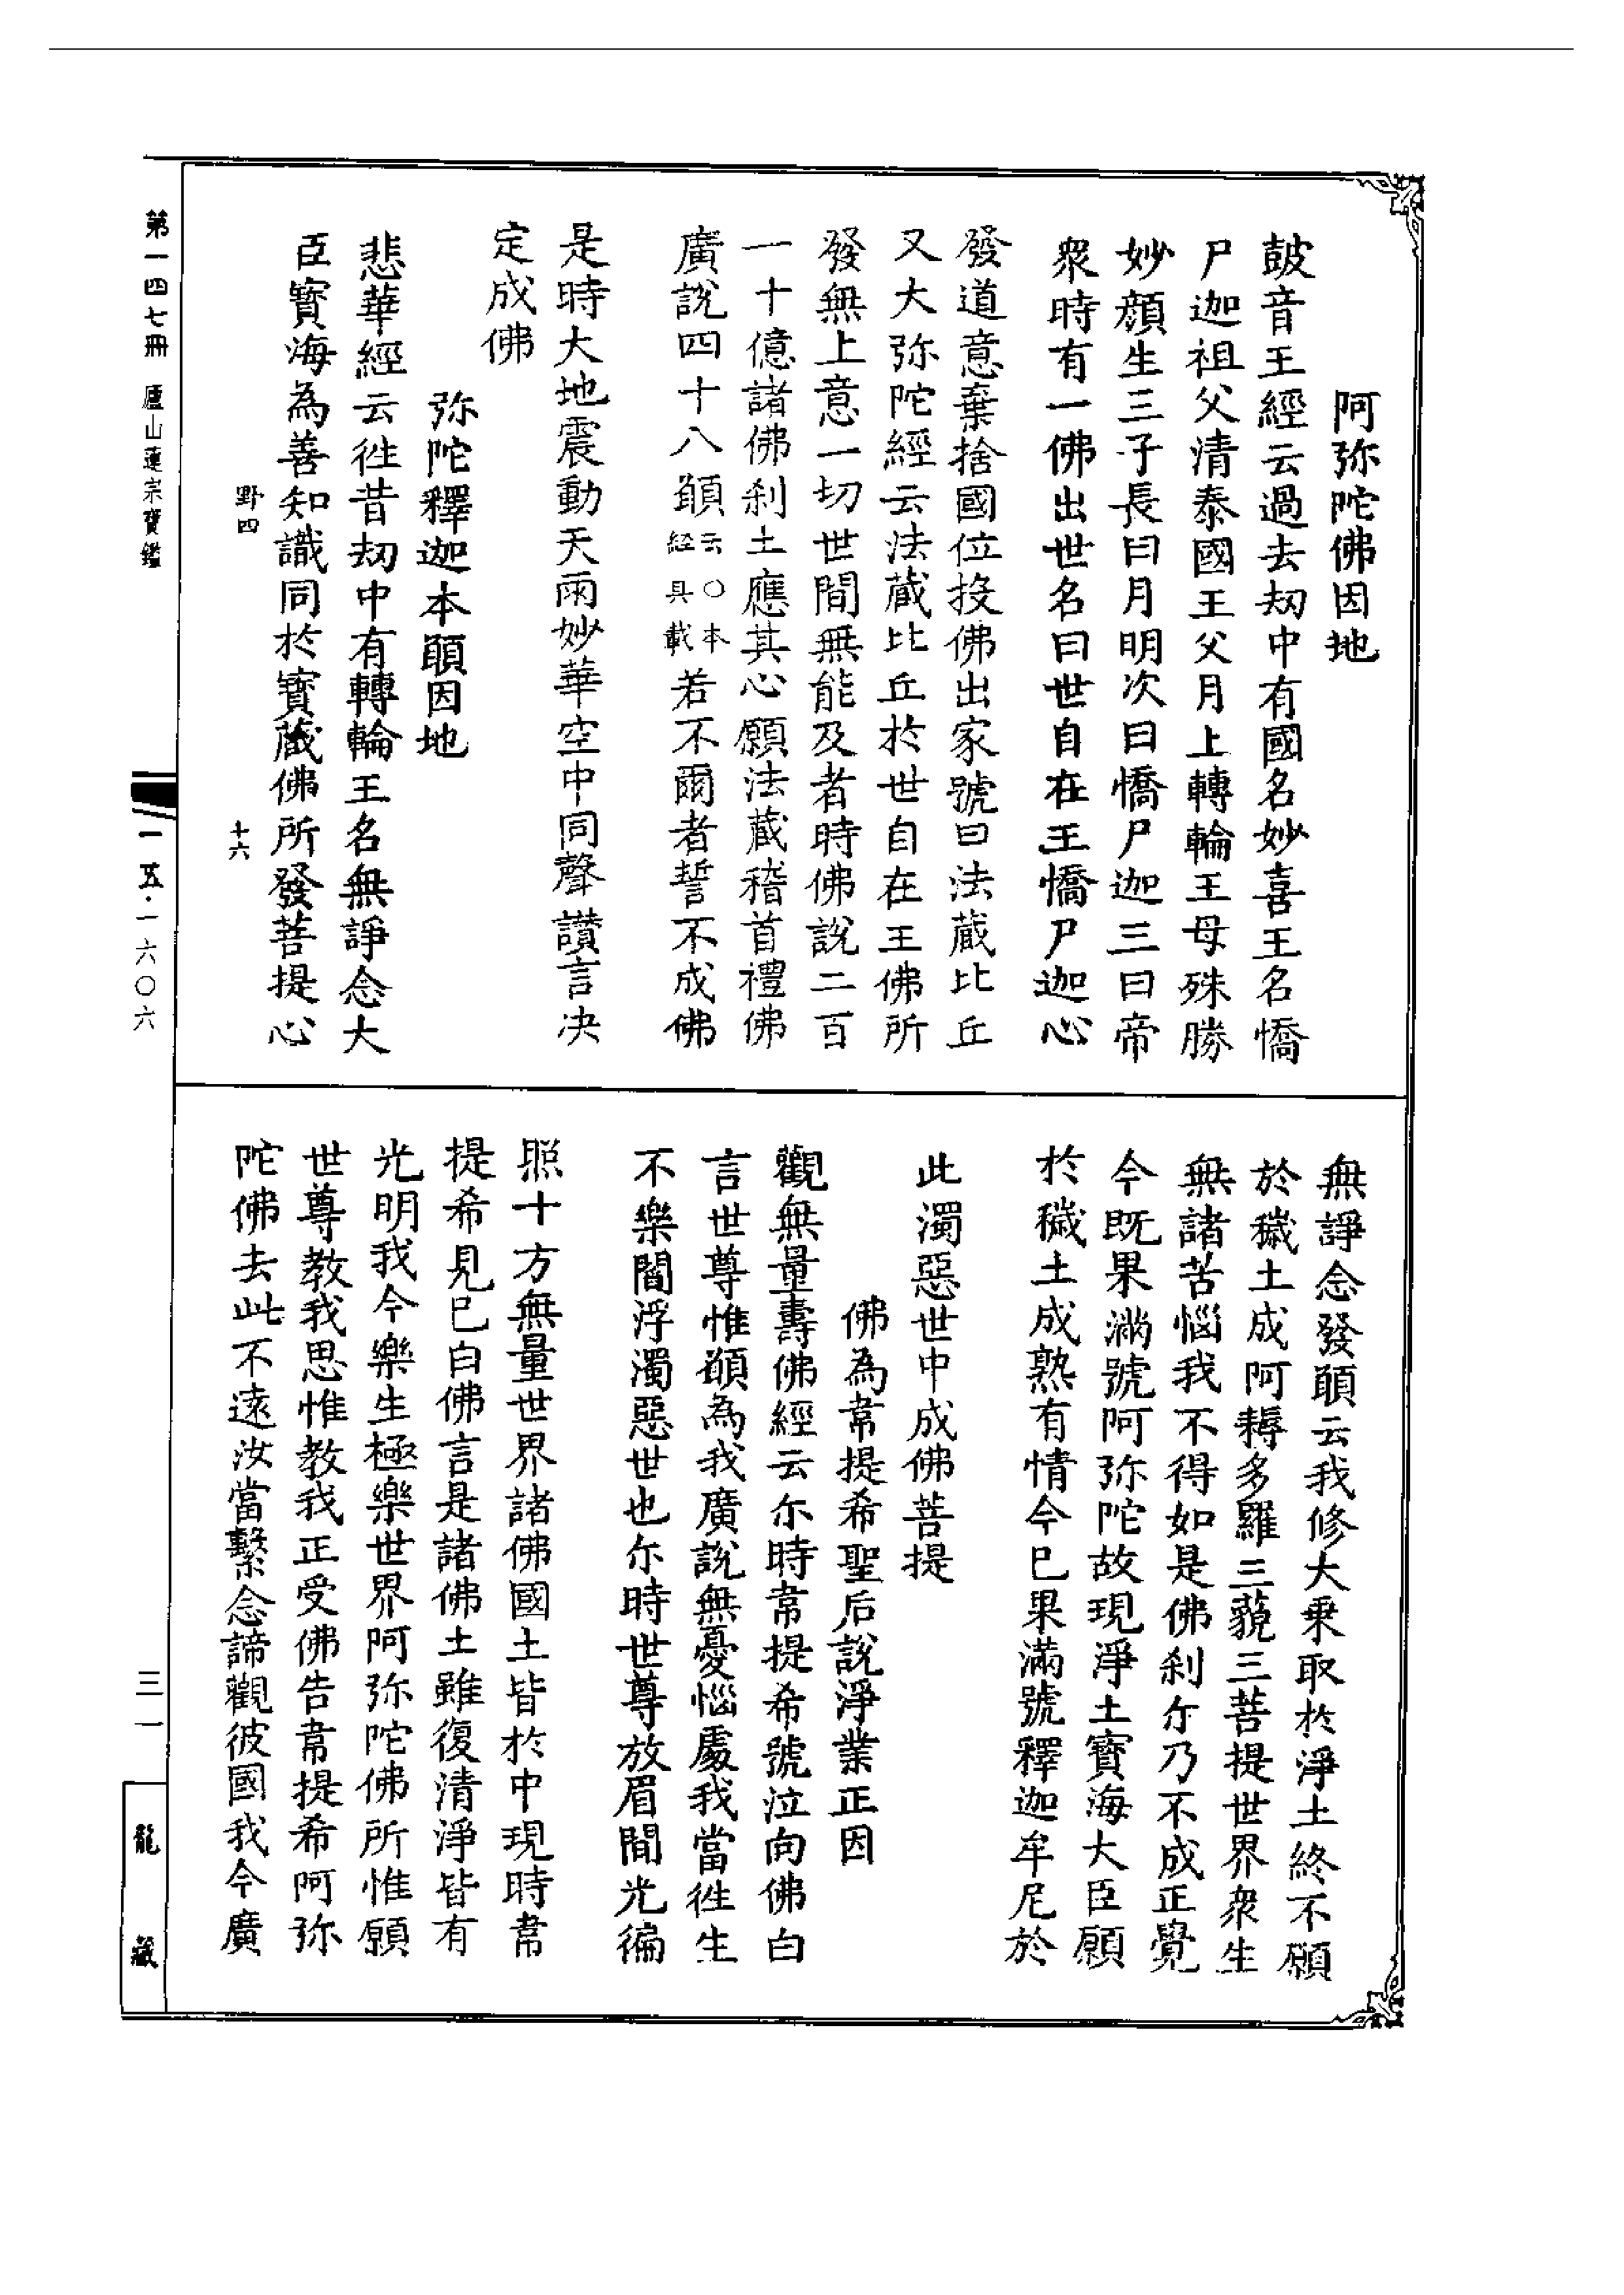 阿弥陀佛因地
皷音王經云過去刼中有國名妙喜王名憍
尸迦祖父清泰國王父月上轉輪王母殊勝
妙顔生三子長曰月明次曰憍尸迦三曰帝
衆時有一佛出世名曰世自在王憍尸迦心
發道意棄捨國位投佛出家號曰法蔵比丘
又大弥陀經云法蔵比丘於世自在王佛所
發無上意一切世間無能及者時佛說二百
一十億諸佛刹土應其心願法蔵稽首禮佛
廣說四十八願云〇本經具載若不爾者誓不成佛
是時大地震動天雨妙華空中同聲讚言决
定成佛
弥陀釋迦本願因地
悲華經云徃昔刼中有轉輪王名無諍念大
臣寳海為善知識同於寳蔵佛所發菩提心
野四
十六
無諍念發願云我修大乗取於淨土終不願
於穢土成阿耨多羅三藐三菩提世界衆生
無諸苦惱我不得如是佛刹尒乃不成正覺
今既果滿號阿弥陀故現淨土寳海大臣願
於穢土成熟有情今已果滿號釋迦牟尼於
此濁惡世中成佛菩提
佛為韋提希聖后說淨業正因
觀無量壽佛經云尒時韋提希號泣向佛白
言世尊惟願為我廣說無憂惱處我當徃生
不樂閻浮濁惡世也尒時世尊放眉間光徧
照十方無量世界諸佛國土皆於中現時韋
提希見已白佛言是諸佛土雖復清淨皆有
光明我今樂生極樂世界阿弥陀佛所惟願
世尊教我思惟教我正受佛告韋提希阿弥
陀佛去此不遠汝當繫念諦觀彼國我今廣
第一四七冊 廬山蓮宗寶鑑
一五·一六〇六
三一
龍藏